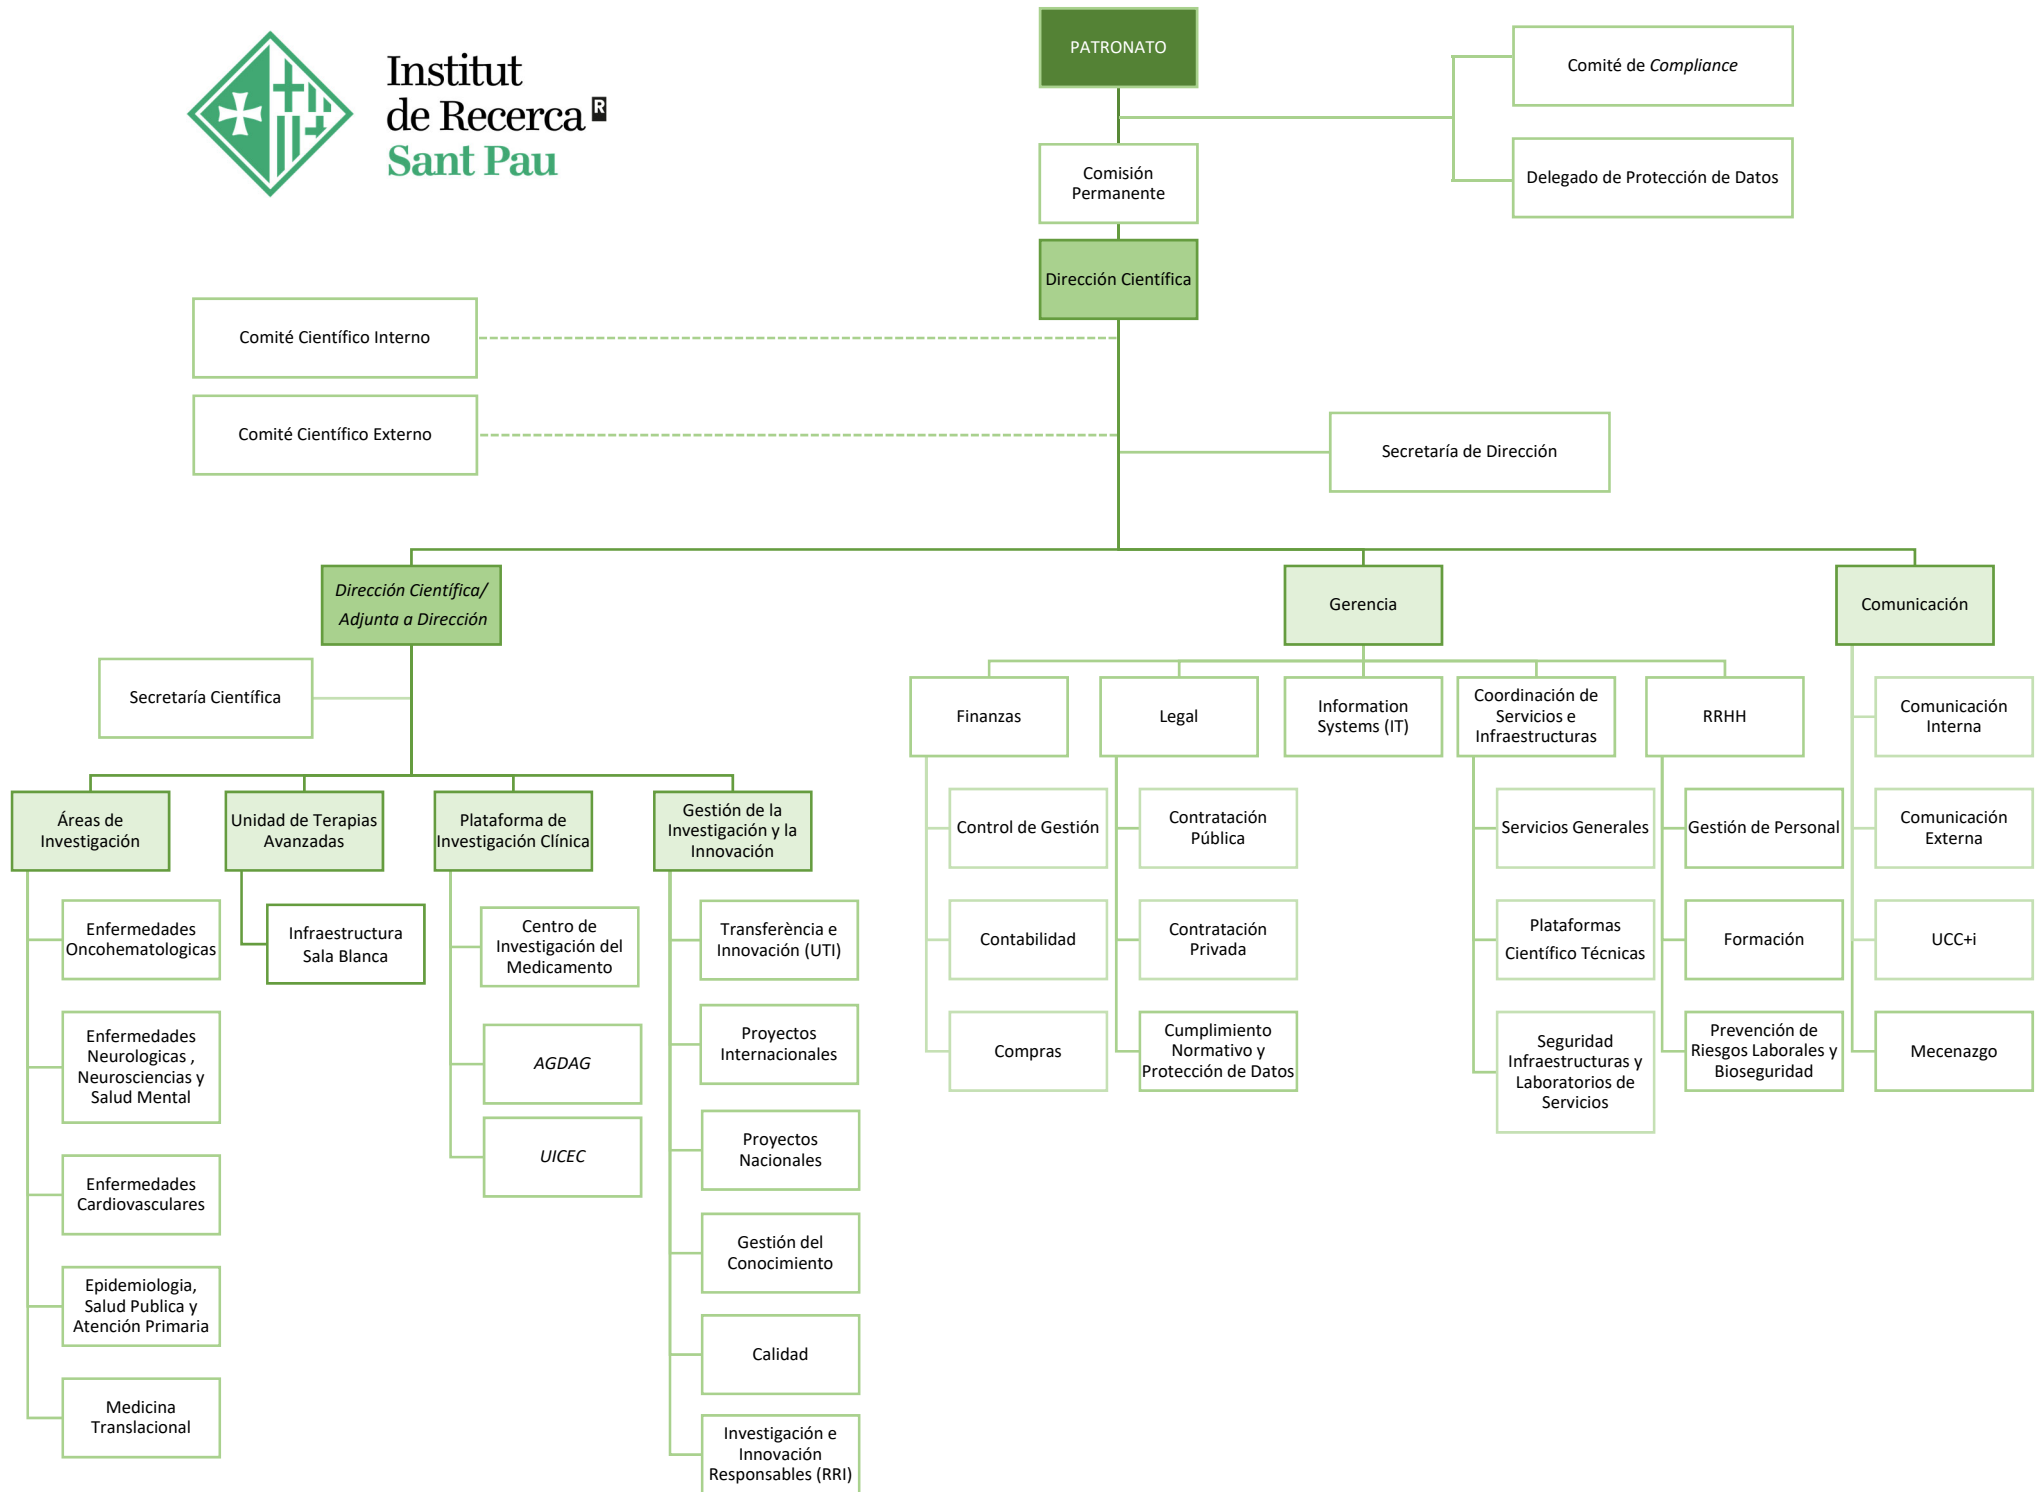 Institut
de Recerca R
Sant Pau
PATRONATO
Comité de Compliance
Delegado de Protección de Datos
Comisión
Permanente
Dirección Científica
Comité Científico Interno
Comité Científico Externo
Secretaría de Dirección
Dirección Científica/
Adjunta a Dirección
Gerencia
Comunicación
Secretaría Científica
Finanzas
Legal
Information
Systems (IT)
Coordinación de
Servicios e
Infraestructuras
RRHH
Comunicación
Interna
Áreas de
Investigación
Unidad de Terapias
Avanzadas
Plataforma de
Investigación Clínica
Gestión de la
Investigación y la
Innovación
Control de Gestión
Contratación
Pública
Servicios Generales
Gestión de Personal
Comunicación
Externa
Enfermedades
Oncohematologicas
Infraestructura
Sala Blanca
Centro de
Investigación del
Medicamento
Transferència e
Innovación (UTI)
Contabilidad
Contratación
Privada
Plataformas
Científico Técnicas
Formación
UCC+i
Enfermedades
Neurologicas ,
Neurosciencias y
Salud Mental
AGDAG
Proyectos
Internacionales
Compras
Cumplimiento
Normativo y
Protección de Datos
Seguridad
Infraestructuras y
Laboratorios de
Servicios
Prevención de
Riesgos Laborales y
Bioseguridad
Mecenazgo
Enfermedades
Cardiovasculares
UICEC
Proyectos
Nacionales
Epidemiologia,
Salud Publica y
Atención Primaria
Gestión del
Conocimiento
Medicina
Translacional
Calidad
Investigación e
Innovación
Responsables (RRI)